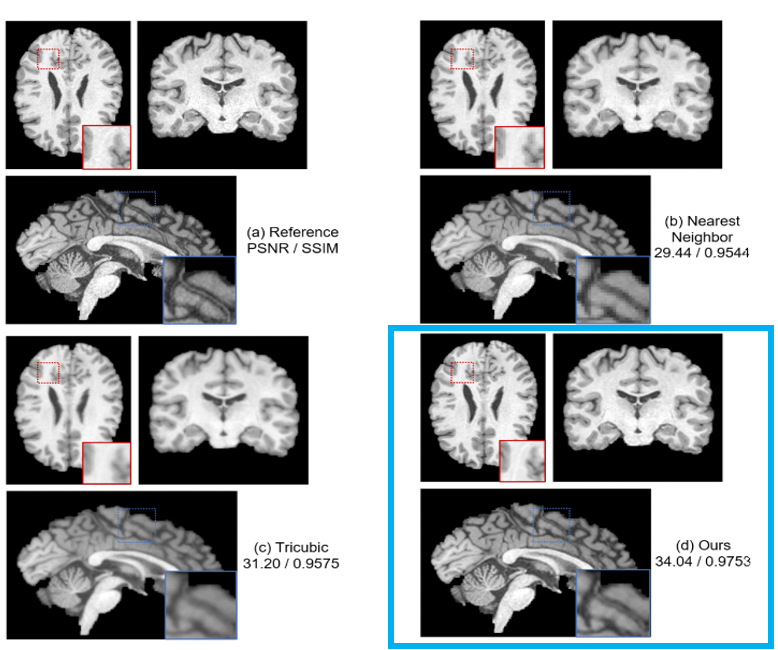 (a) Reference
PSNR / SSIM
(b) Nearest
Neighbor
29.44 / 0.9544
(c) Tricubic
31.20 / 0.9575
(d) Ours
34.04 / 0.9753